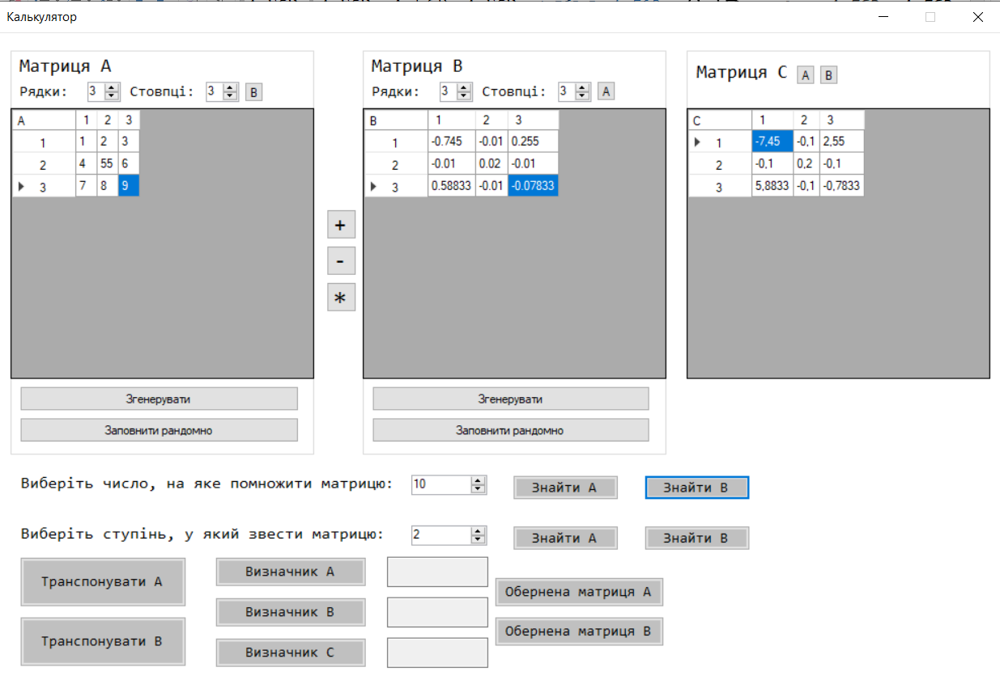 Калькулятор
Матриця A
Рядки: 3 Стовпці: 3 B
A 1 2 3
1 1 2 3
2 4 55 6
3 7 8 9
Згенерувати
Заповнити рандомно
+
-
*
Матриця B
Рядки: 3 Стовпці: 3 A
B 1 2 3
1 -0.745 -0.01 0.255
2 -0.01 0.02 -0.01
3 0.58833 -0.01 -0.07833
Згенерувати
Заповнити рандомно
Матриця C A B
C 1 2 3
1 -7,45 -0,1 2,55
2 -0,1 0,2 -0,1
3 5,8833 -0,1 -0,7833
Виберіть число, на яке помножити матрицю: 10 Знайти A Знайти B
Виберіть ступінь, у який звести матрицю: 2 Знайти A Знайти B
Транспонувати A
Транспонувати B
Визначник A
Визначник B
Визначник C
Обернена матриця A
Обернена матриця B